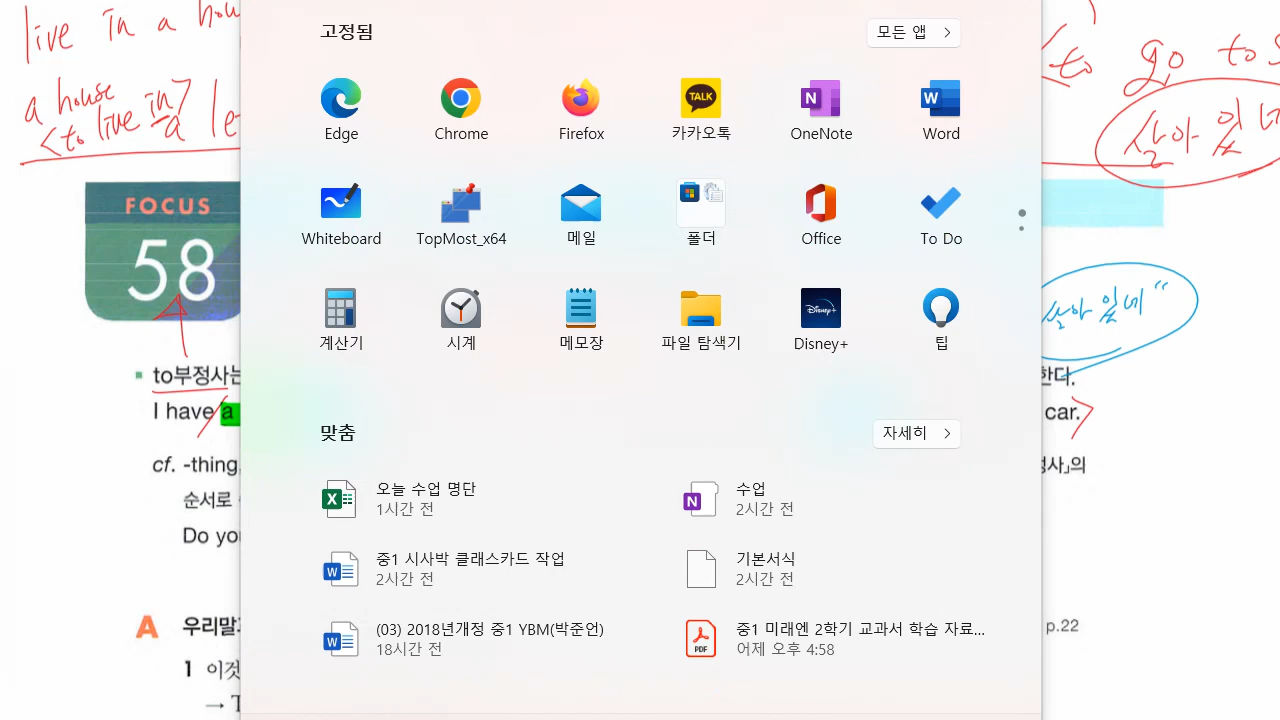 live in a hou
a house
<to live in>
a le
to go to s
살아 있네
FOCUS
58
살아 있네"
to부정사는
한다.
I have a
car.
cf. -thing,
정사」의
순서로
Do you
A 우리말과
p.22
1 이것
→ T
고정됨
모든 앱
Edge
Chrome
Firefox
TALK
카카오톡
OneNote
Word
Whiteboard
TopMost_x64
메일
폴더
Office
To Do
계산기
시계
메모장
파일 탐색기
Disney+
Disney+
팁
맞춤
자세히
오늘 수업 명단
1시간 전
수업
2시간 전
중1 시사박 클래스카드 작업
2시간 전
기본서식
2시간 전
(03) 2018년개정 중1 YBM(박준언)
18시간 전
PDF
중1 미래엔 2학기 교과서 학습 자료...
어제 오후 4:58